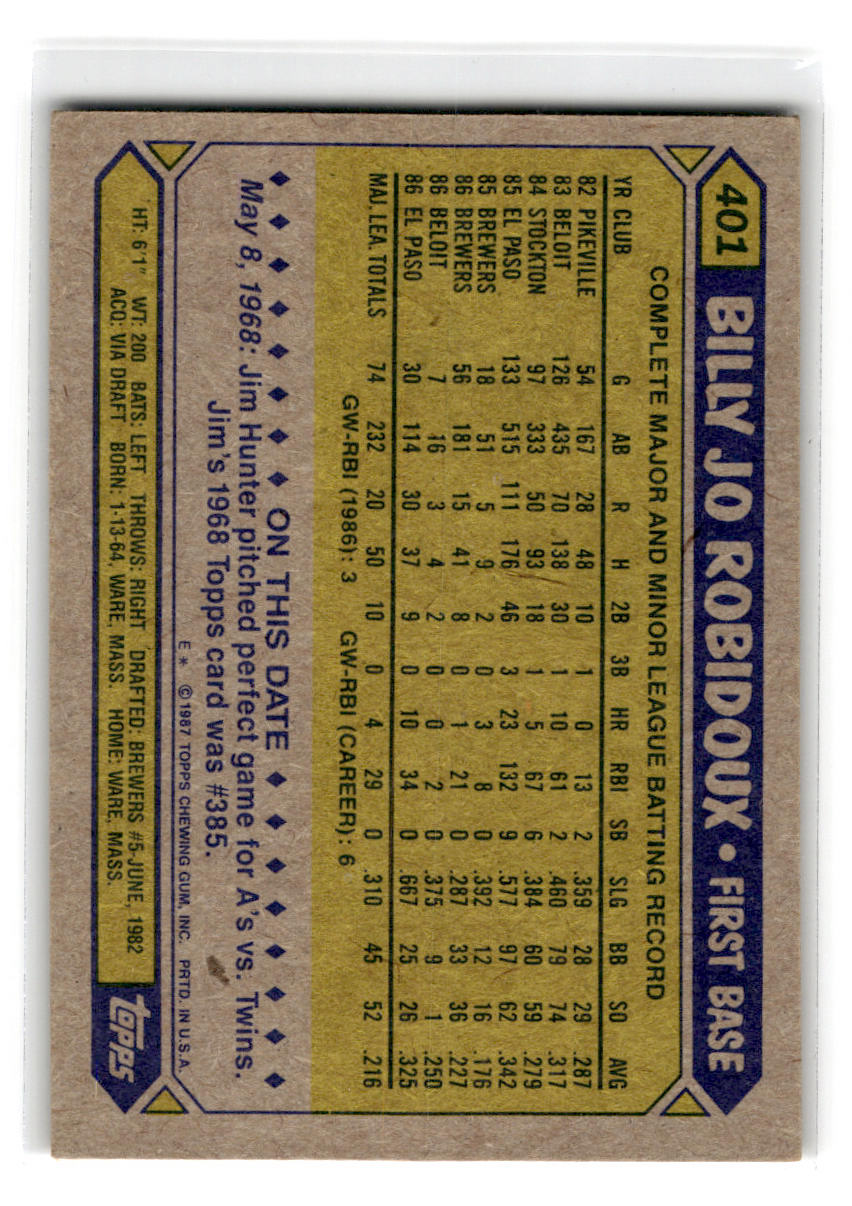 401 BILLY JO ROBIDOUX • FIRST BASE
COMPLETE MAJOR AND MINOR LEAGUE BATTING RECORD
YR CLUB G AB R H 2B 3B HR RBI SB SLG BB SO AVG
82 PIKEVILLE 54 167 28 48 10 1 0 13 2 .359 28 29 .287
83 BELOIT 126 435 70 138 30 1 10 61 2 .460 79 74 .317
84 STOCKTON 97 333 50 93 18 1 5 67 6 .384 60 59 .279
85 EL PASO 133 515 111 176 46 3 23 132 9 .577 97 62 .342
85 BREWERS 18 51 5 9 2 0 3 8 0 .392 12 16 .176
86 BREWERS 56 181 15 41 8 0 1 21 0 .287 33 36 .227
86 BELOIT 7 16 3 4 2 0 0 2 0 .375 9 1 .250
86 EL PASO 30 114 30 37 9 0 10 34 0 .667 25 26 .325
MAJ. LEA. TOTALS 74 232 20 50 10 0 4 29 0 .310 45 52 .216
GW-RBI (1986): 3 GW-RBI (CAREER): 6
ON THIS DATE
May 8, 1968: Jim Hunter pitched perfect game for A's vs. Twins.
Jim's 1968 Topps card was #385.
E * ©1987 TOPPS CHEWING GUM, INC. PRTD. IN U.S.A.
HT: 6'1" WT: 200 BATS: LEFT THROWS: RIGHT DRAFTED: BREWERS #5-JUNE, 1982
ACQ: VIA DRAFT BORN: 1-13-64, WARE, MASS. HOME: WARE, MASS.
topps